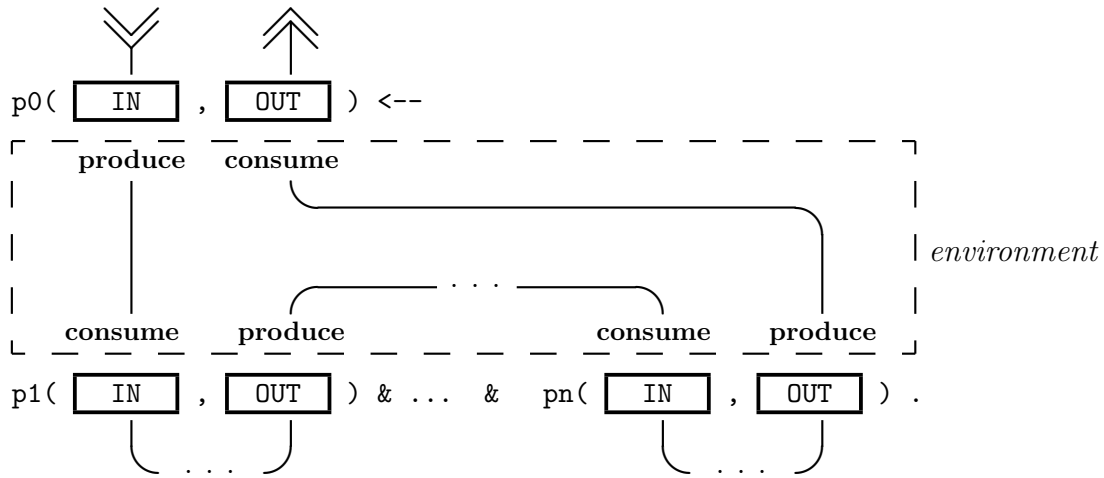 p0( IN , OUT ) <--
produce consume
environment
. . .
consume produce consume produce
p1( IN , OUT ) & ... & pn( IN , OUT ) .
. . . . . .